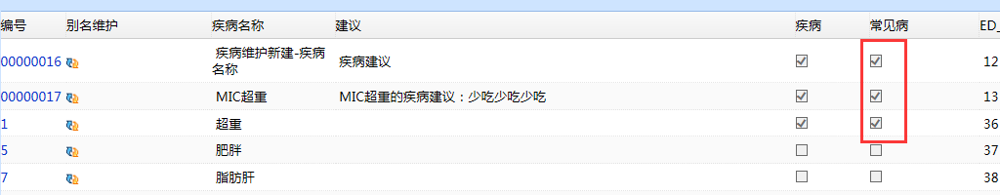 编号 别名维护 疾病名称 建议 疾病 常见病 ED_
00000016 疾病维护新建-疾病名称 疾病建议 12
00000017 MIC超重 MIC超重的疾病建议：少吃少吃少吃 13
1 超重 36
5 肥胖 37
7 脂肪肝 38